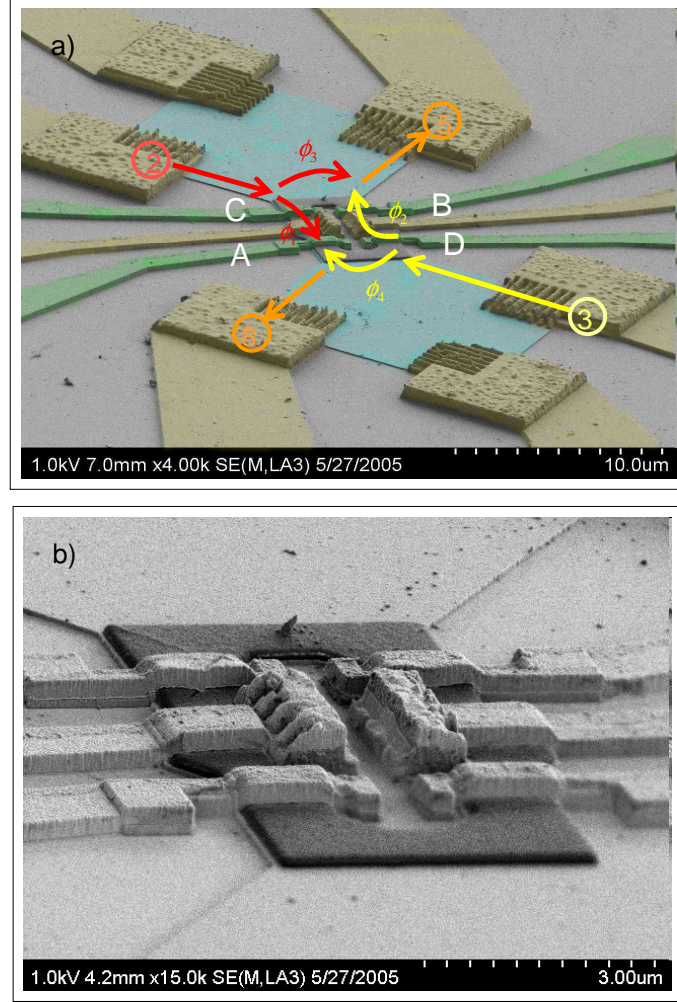 a)
5
2
ϕ3
C
B
ϕ2
ϕ1
A
D
ϕ4
8
3
1.0kV 7.0mm x4.00k SE(M,LA3) 5/27/2005 10.0um
b)
1.0kV 4.2mm x15.0k SE(M,LA3) 5/27/2005 3.00um